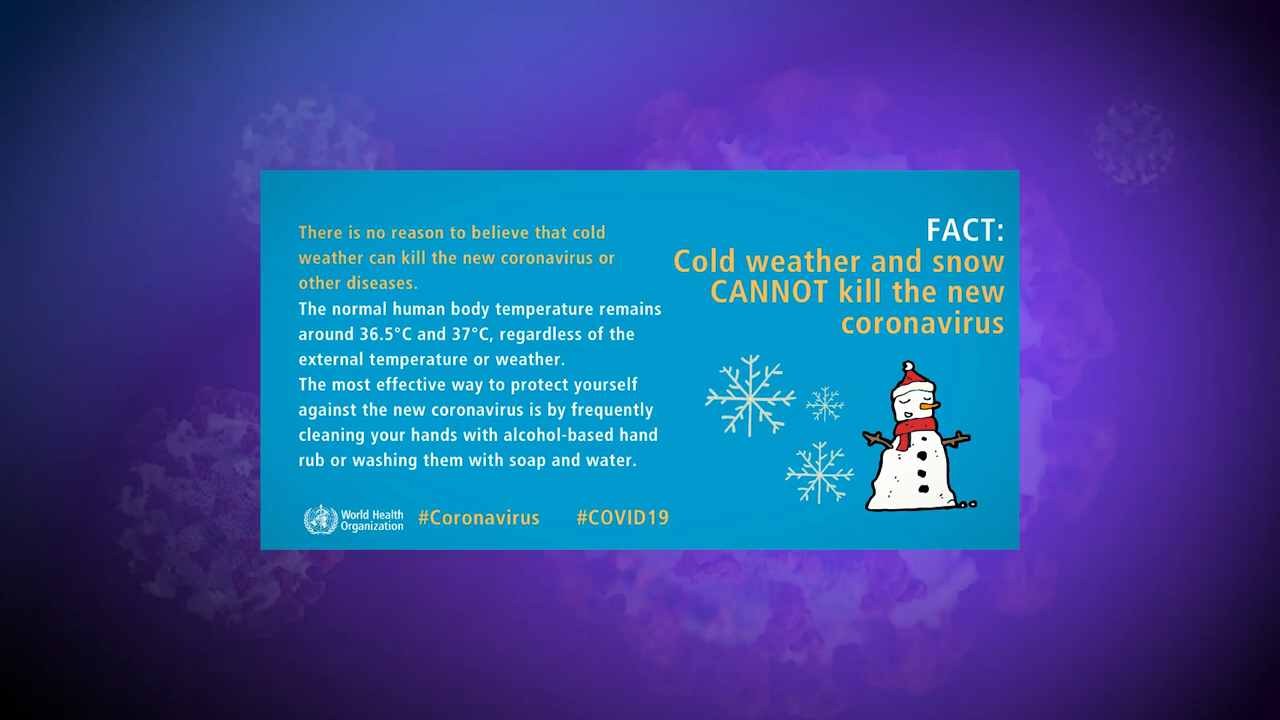 There is no reason to believe that cold
weather can kill the new coronavirus or
other diseases.
The normal human body temperature remains
around 36.5°C and 37°C, regardless of the
external temperature or weather.
The most effective way to protect yourself
against the new coronavirus is by frequently
cleaning your hands with alcohol-based hand
rub or washing them with soap and water.
World Health
Organization
#Coronavirus #COVID19
FACT:
Cold weather and snow
CANNOT kill the new
coronavirus